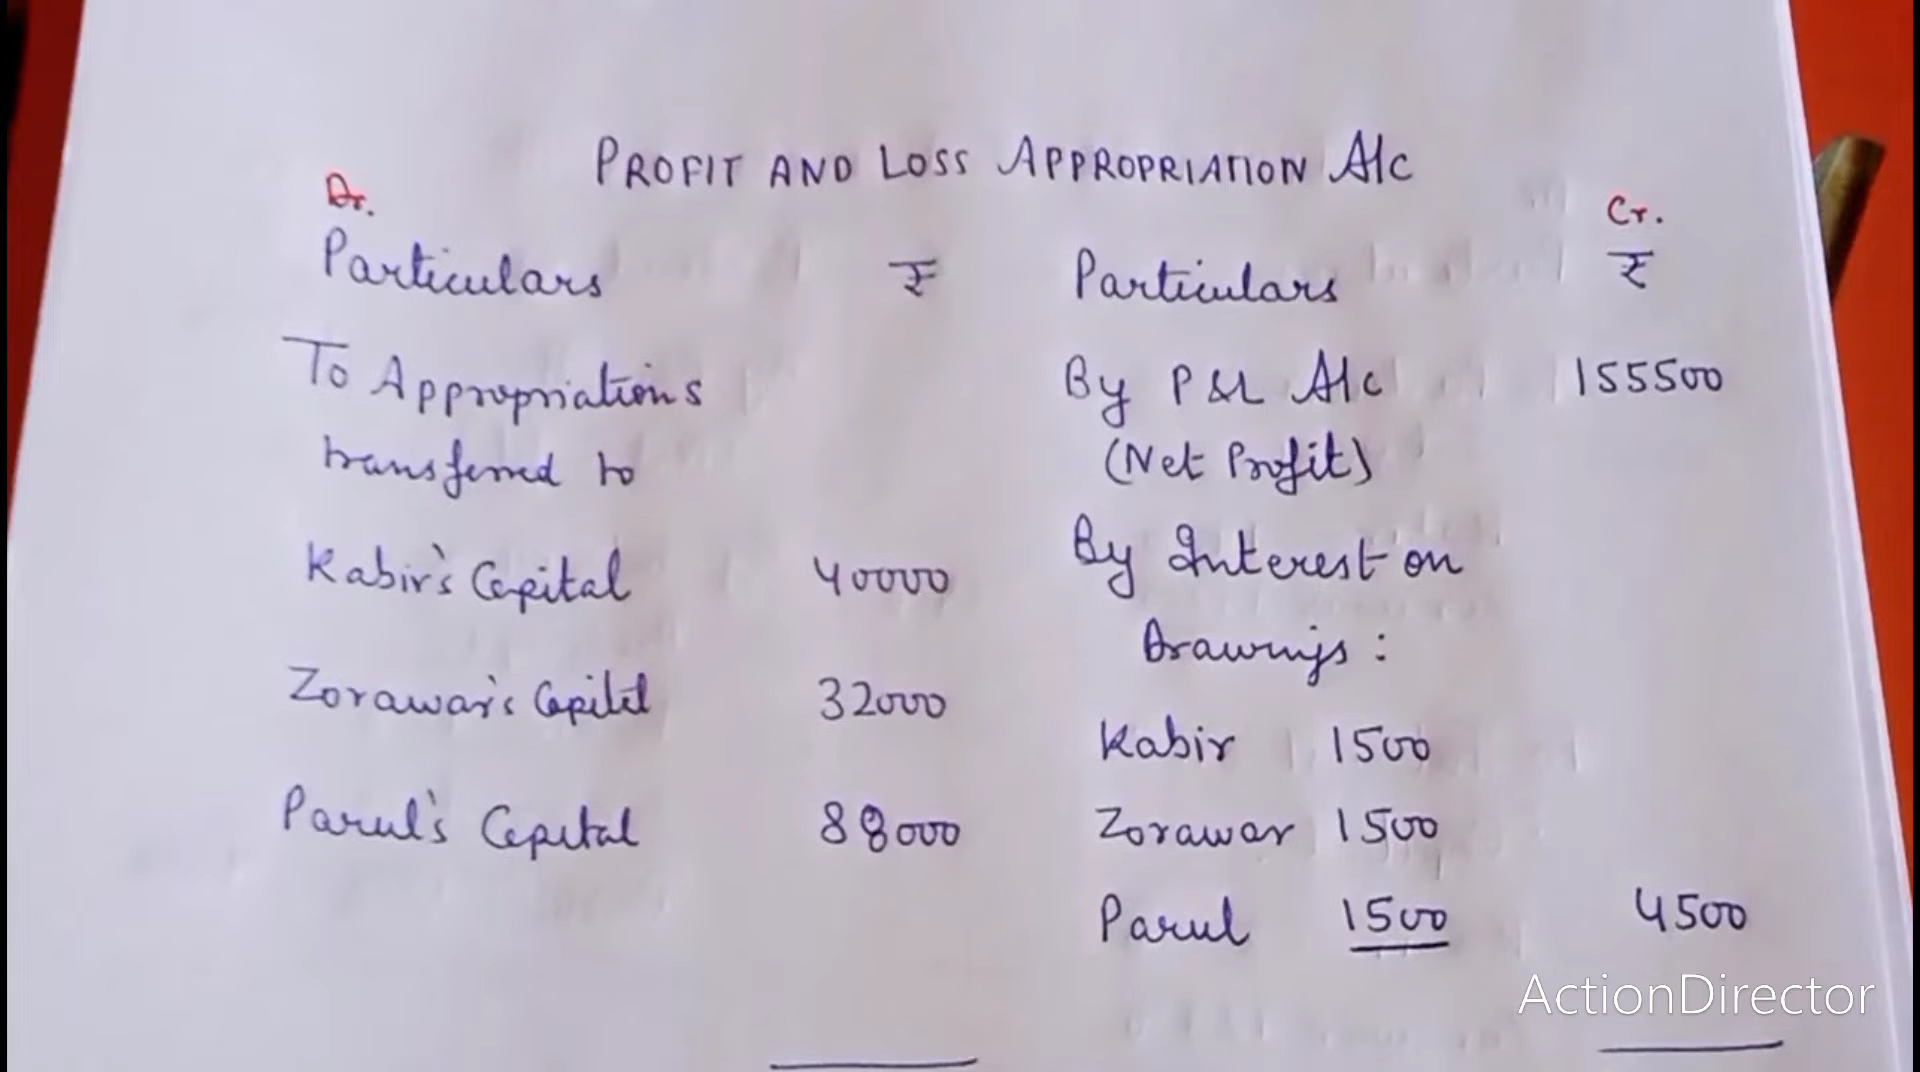 PROFIT AND LOSS APPROPRIATION A/c
Dr. Cr.
Particulars ₹ Particulars ₹
To Appropriations By P&L A/c 155500
transferred to (Net Profit)
Kabir's Capital 40000 By Interest on
Drawings :
Zorawar's Capital 32000 Kabir 1500
Parul's Capital 88000 Zorawar 1500
Parul 1500 4500
ActionDirector